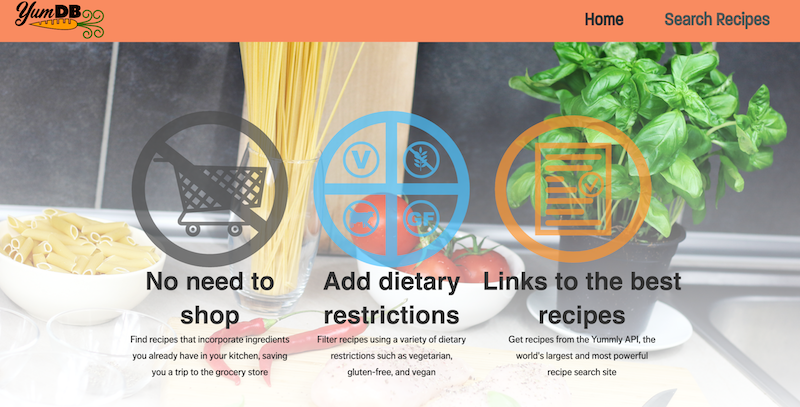 YumDB
Home
Search Recipes
V
GF
No need to
shop
Find recipes that incorporate ingredients
you already have in your kitchen, saving
you a trip to the grocery store
Add dietary
restrictions
Filter recipes using a variety of dietary
restrictions such as vegetarian,
gluten-free, and vegan
Links to the best
recipes
Get recipes from the Yummly API, the
world's largest and most powerful
recipe search site